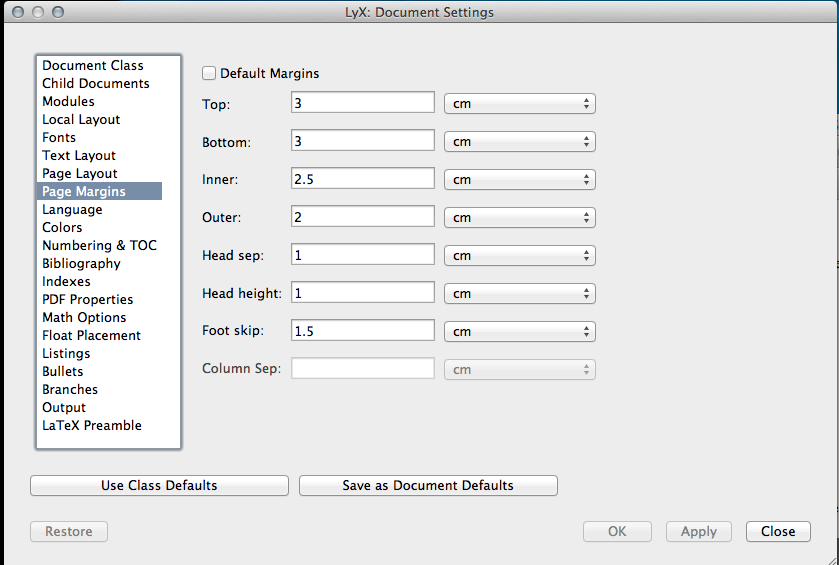 LyX: Document Settings
Document Class
Child Documents
Modules
Local Layout
Fonts
Text Layout
Page Layout
Page Margins
Language
Colors
Numbering & TOC
Bibliography
Indexes
PDF Properties
Math Options
Float Placement
Listings
Bullets
Branches
Output
LaTeX Preamble
Default Margins
Top: 3 cm
Bottom: 3 cm
Inner: 2.5 cm
Outer: 2 cm
Head sep: 1 cm
Head height: 1 cm
Foot skip: 1.5 cm
Column Sep: cm
Use Class Defaults Save as Document Defaults
Restore OK Apply Close